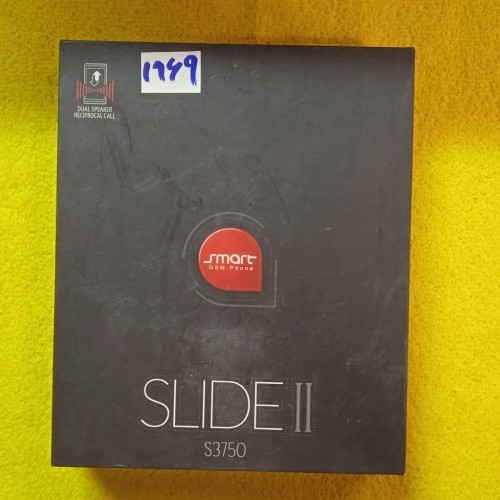 1749
DUAL SPEAKER
RECIPROCAL CALL
smart
GSM Phone
SLIDE II
S3750